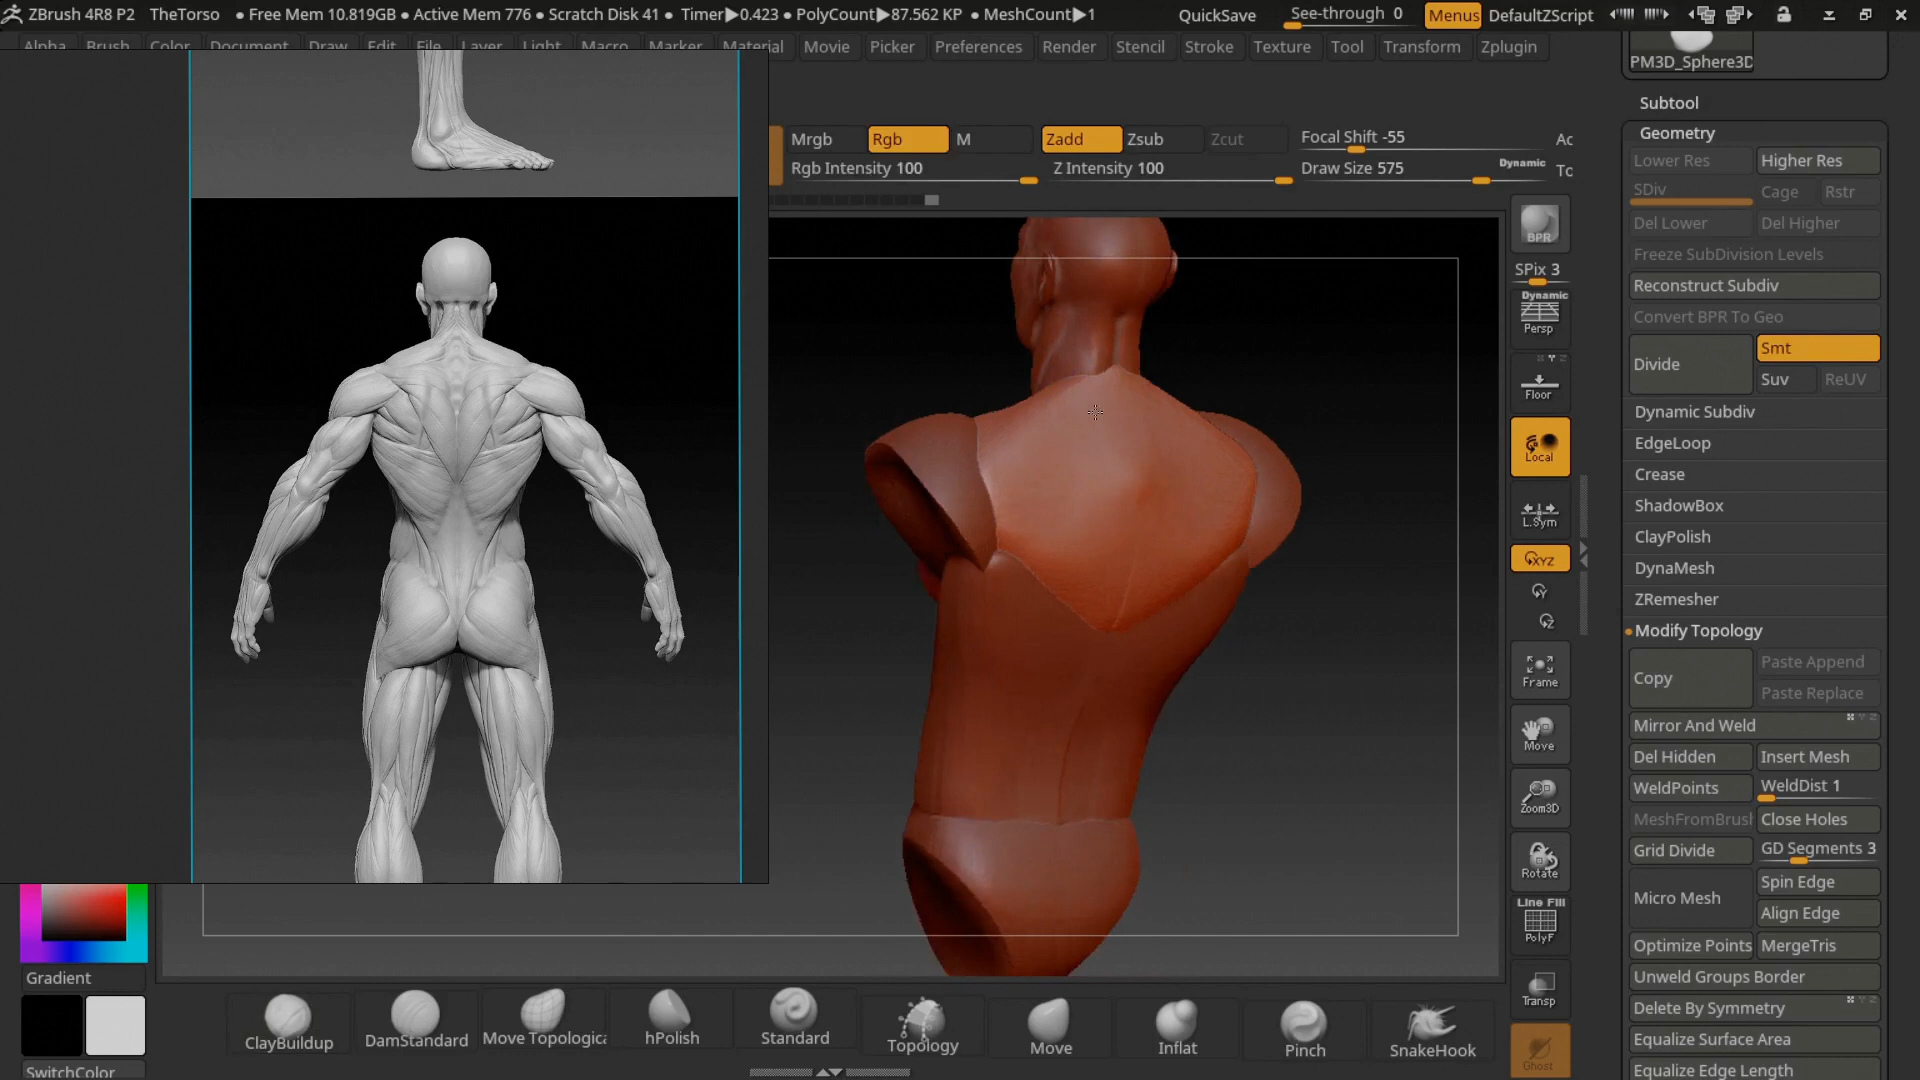 ZBrush 4R8 P2 TheTorso • Free Mem 10.819GB • Active Mem 776 • Scratch Disk 41 • Timer▶0.423 • PolyCount▶87.562 KP • MeshCount▶1 QuickSave See-through 0 Menus DefaultZScript
Alpha Brush Color Document Draw Edit File Layer Light Macro Marker Material Movie Picker Preferences Render Stencil Stroke Texture Tool Transform Zplugin
PM3D_Sphere3D
Mrgb Rgb M Zadd Zsub Zcut Focal Shift -55 Ac
Rgb Intensity 100 Z Intensity 100 Draw Size 575 Dynamic To
BPR
SPix 3
Dynamic
Persp
Floor
Local
L.Sym
XYZ
Y
Z
Frame
Move
Zoom3D
Rotate
Line Fill
PolyF
Transp
Ghost
Subtool
Geometry
Lower Res Higher Res
SDiv Cage Rstr
Del Lower Del Higher
Freeze SubDivision Levels
Reconstruct Subdiv
Convert BPR To Geo
Divide Smt
Suv ReUV
Dynamic Subdiv
EdgeLoop
Crease
ShadowBox
ClayPolish
DynaMesh
ZRemesher
Modify Topology
Copy Paste Append
Paste Replace
Mirror And Weld
Del Hidden Insert Mesh
WeldPoints WeldDist 1
MeshFromBrush Close Holes
Grid Divide GD Segments 3
Micro Mesh Spin Edge
Align Edge
Optimize Points MergeTris
Unweld Groups Border
Delete By Symmetry
Equalize Surface Area
Equalize Edge Length
Gradient
SwitchColor
ClayBuildup DamStandard Move Topologica hPolish Standard Topology Move Inflat Pinch SnakeHook